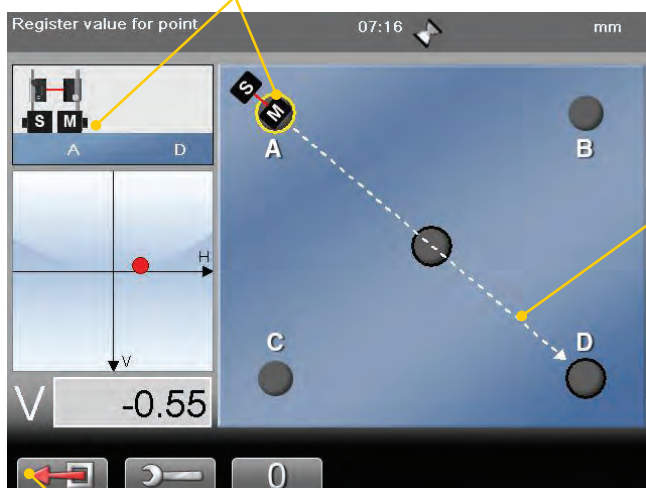 Register value for point
07:16
mm
S M
A D
S
M
A
B
H
V
C
D
V -0.55
0